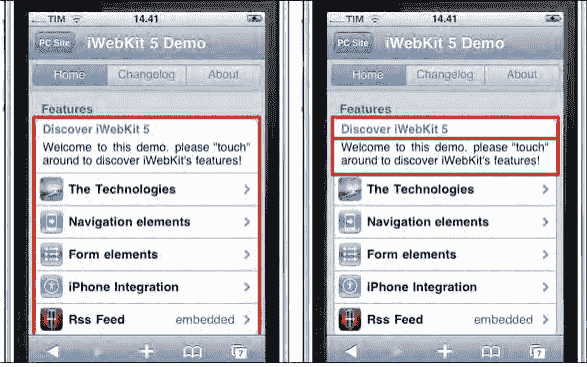 TIM 14.41
PC Site iWebKit 5 Demo
Home Changelog About
Features
Discover iWebKit 5
Welcome to this demo. please "touch"
around to discover iWebKit's features!
The Technologies
Navigation elements
Form elements
iPhone Integration
Rss Feed embedded
7
TIM 14.41
PC Site iWebKit 5 Demo
Home Changelog About
Features
Discover iWebKit 5
Welcome to this demo. please "touch"
around to discover iWebKit's features!
The Technologies
Navigation elements
Form elements
iPhone Integration
Rss Feed embedded
7